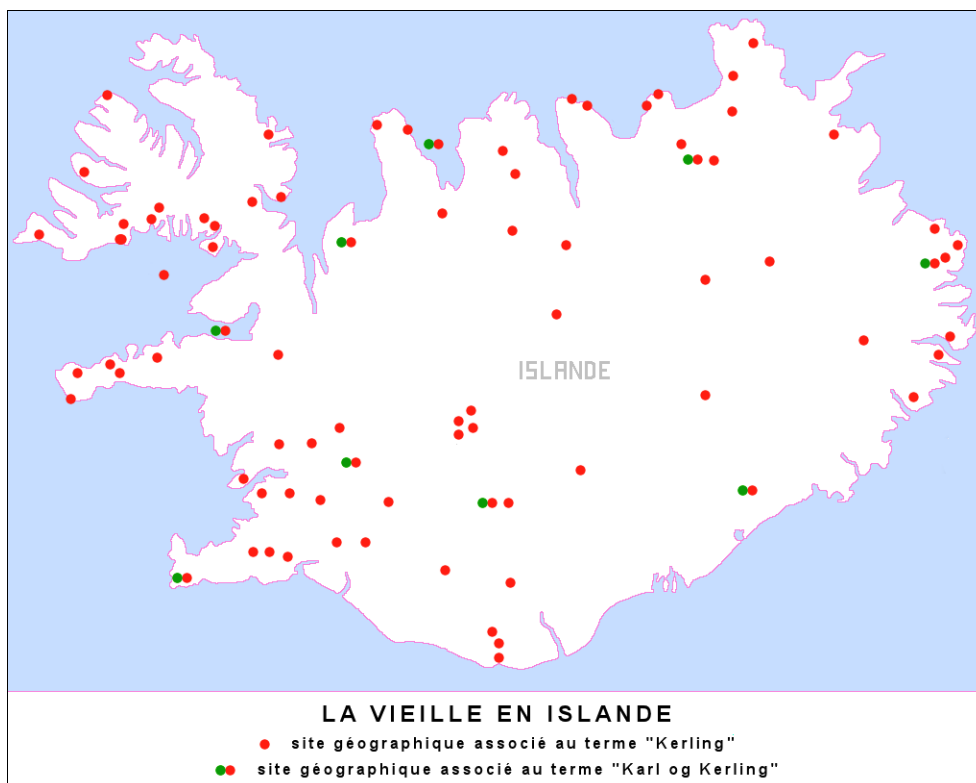 ISLANDE
LA VIEILLE EN ISLANDE
site géographique associé au terme "Kerling"
site géographique associé au terme "Karl og Kerling"